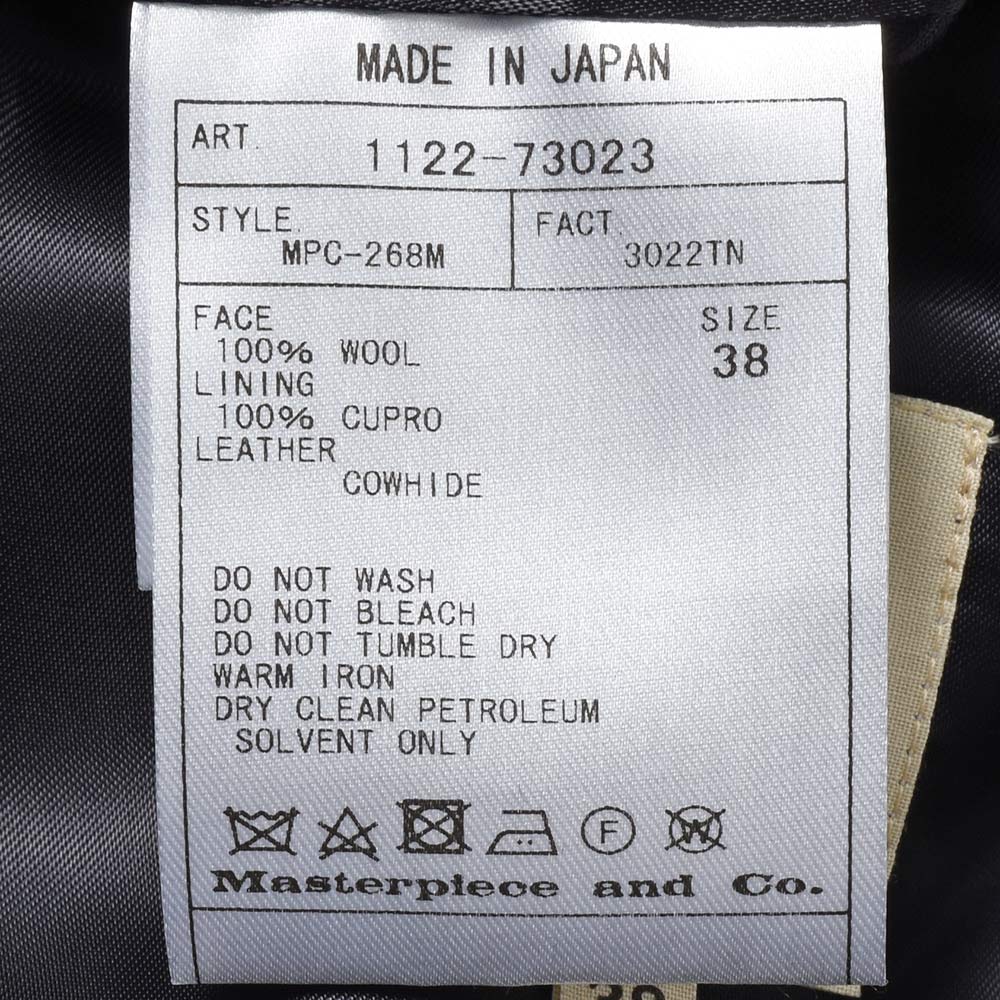 MADE IN JAPAN
ART. 1122-73023
STYLE. FACT.
MPC-268M 3022TN
FACE SIZE
100% WOOL 38
LINING
100% CUPRO
LEATHER
COWHIDE
DO NOT WASH
DO NOT BLEACH
DO NOT TUMBLE DRY
WARM IRON
DRY CLEAN PETROLEUM
SOLVENT ONLY
F W
Masterpiece and Co.